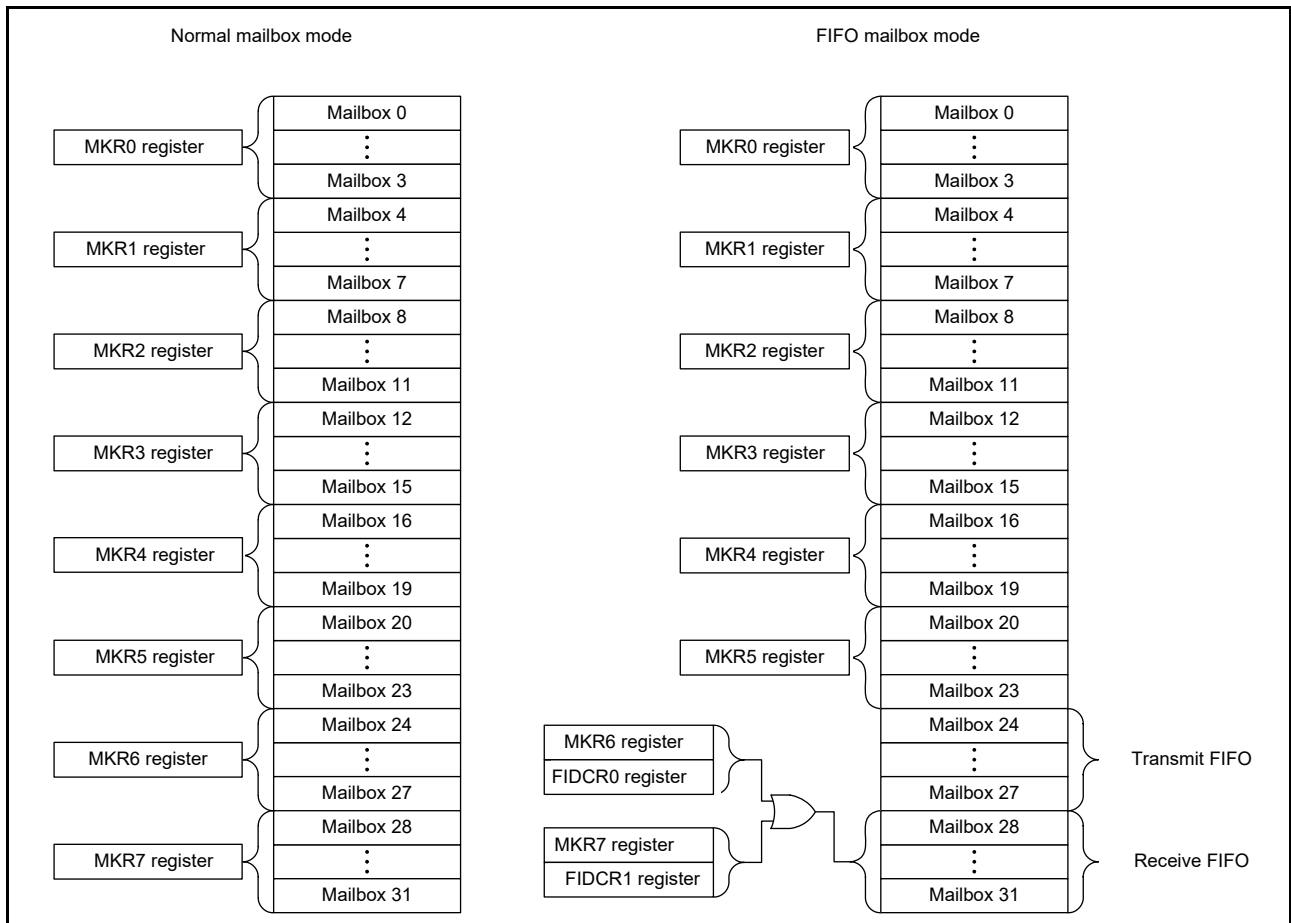 Normal mailbox mode
MKR0 register
Mailbox 0
Mailbox 3
MKR1 register
Mailbox 4
Mailbox 7
MKR2 register
Mailbox 8
Mailbox 11
MKR3 register
Mailbox 12
Mailbox 15
MKR4 register
Mailbox 16
Mailbox 19
MKR5 register
Mailbox 20
Mailbox 23
MKR6 register
Mailbox 24
Mailbox 27
MKR7 register
Mailbox 28
Mailbox 31
FIFO mailbox mode
MKR0 register
Mailbox 0
Mailbox 3
MKR1 register
Mailbox 4
Mailbox 7
MKR2 register
Mailbox 8
Mailbox 11
MKR3 register
Mailbox 12
Mailbox 15
MKR4 register
Mailbox 16
Mailbox 19
MKR5 register
Mailbox 20
Mailbox 23
MKR6 register
FIDCR0 register
Mailbox 24
Mailbox 27
Transmit FIFO
MKR7 register
FIDCR1 register
Mailbox 28
Mailbox 31
Receive FIFO